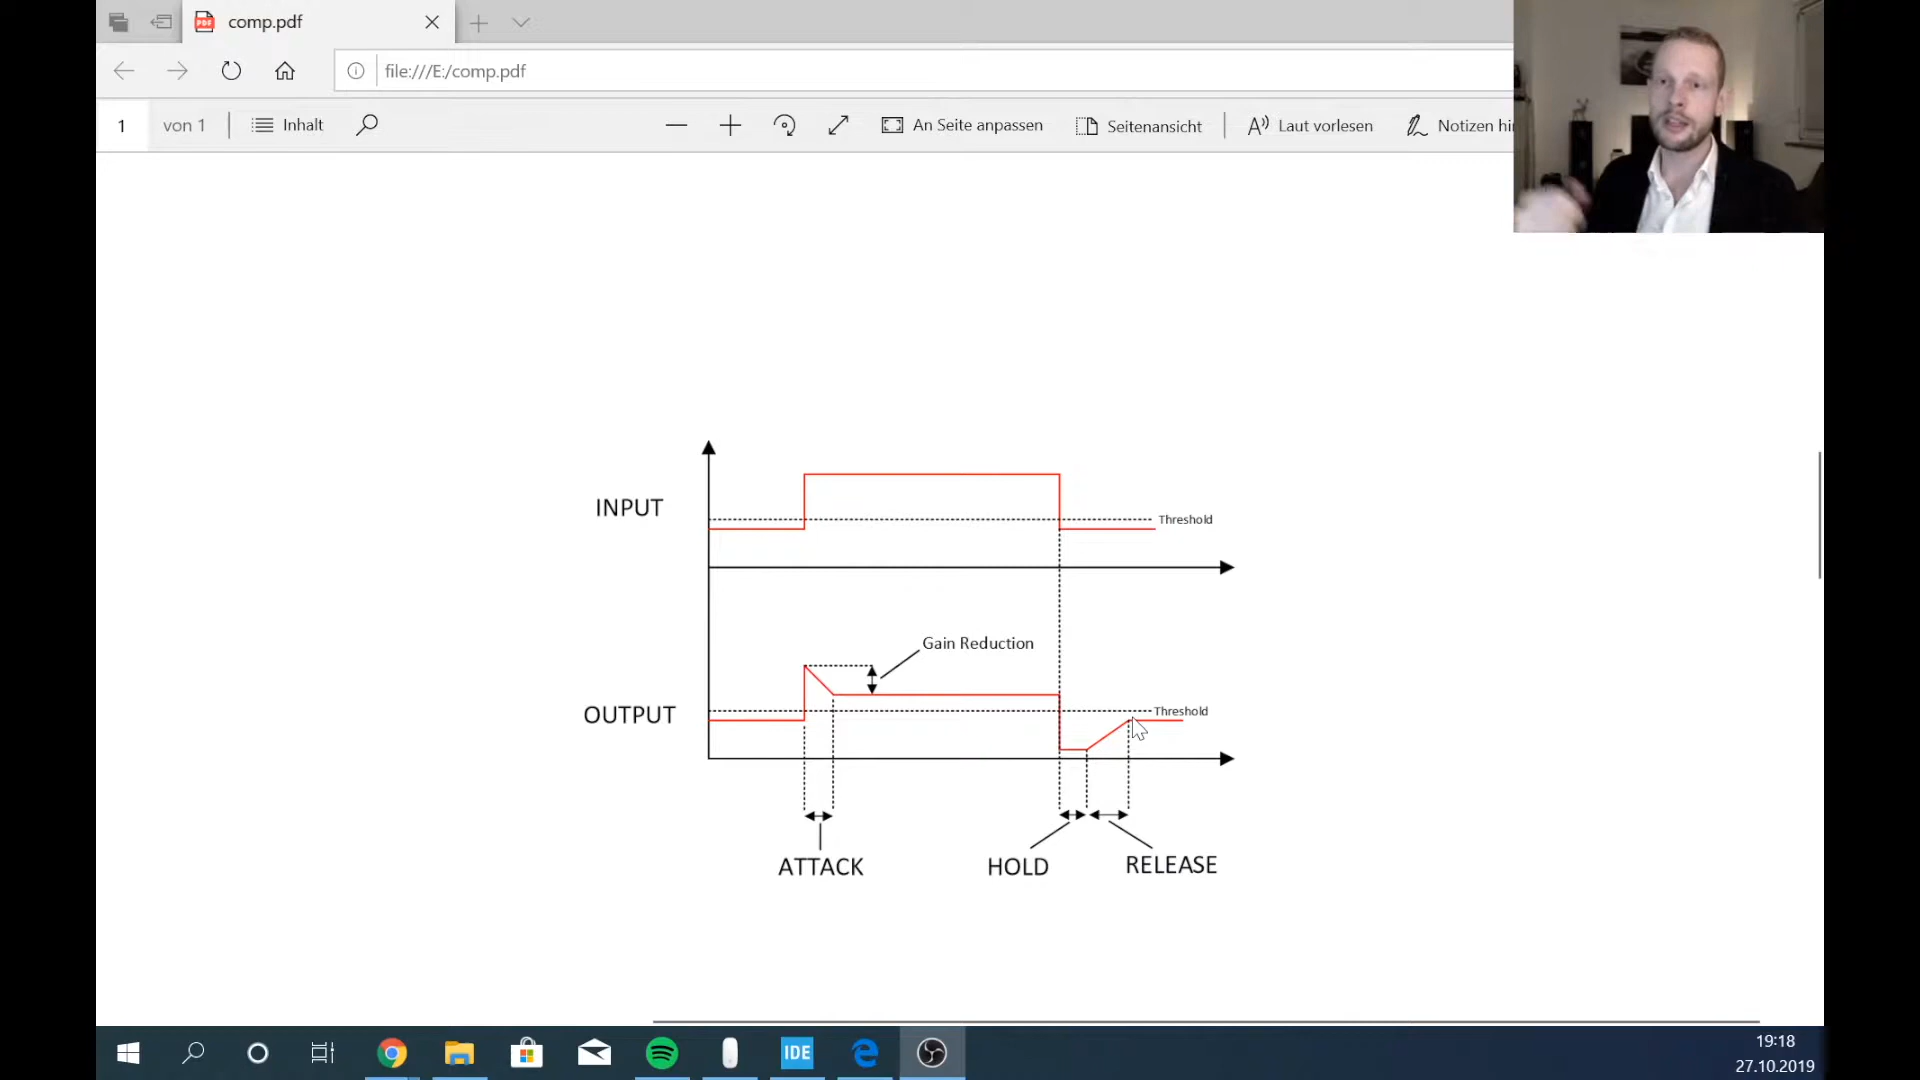 comp.pdf
file:///E:/comp.pdf
1 von 1 Inhalt An Seite anpassen Seitenansicht Laut vorlesen Notizen hi
INPUT
Threshold
Gain Reduction
OUTPUT
Threshold
ATTACK HOLD RELEASE
IDE
19:18
27.10.2019